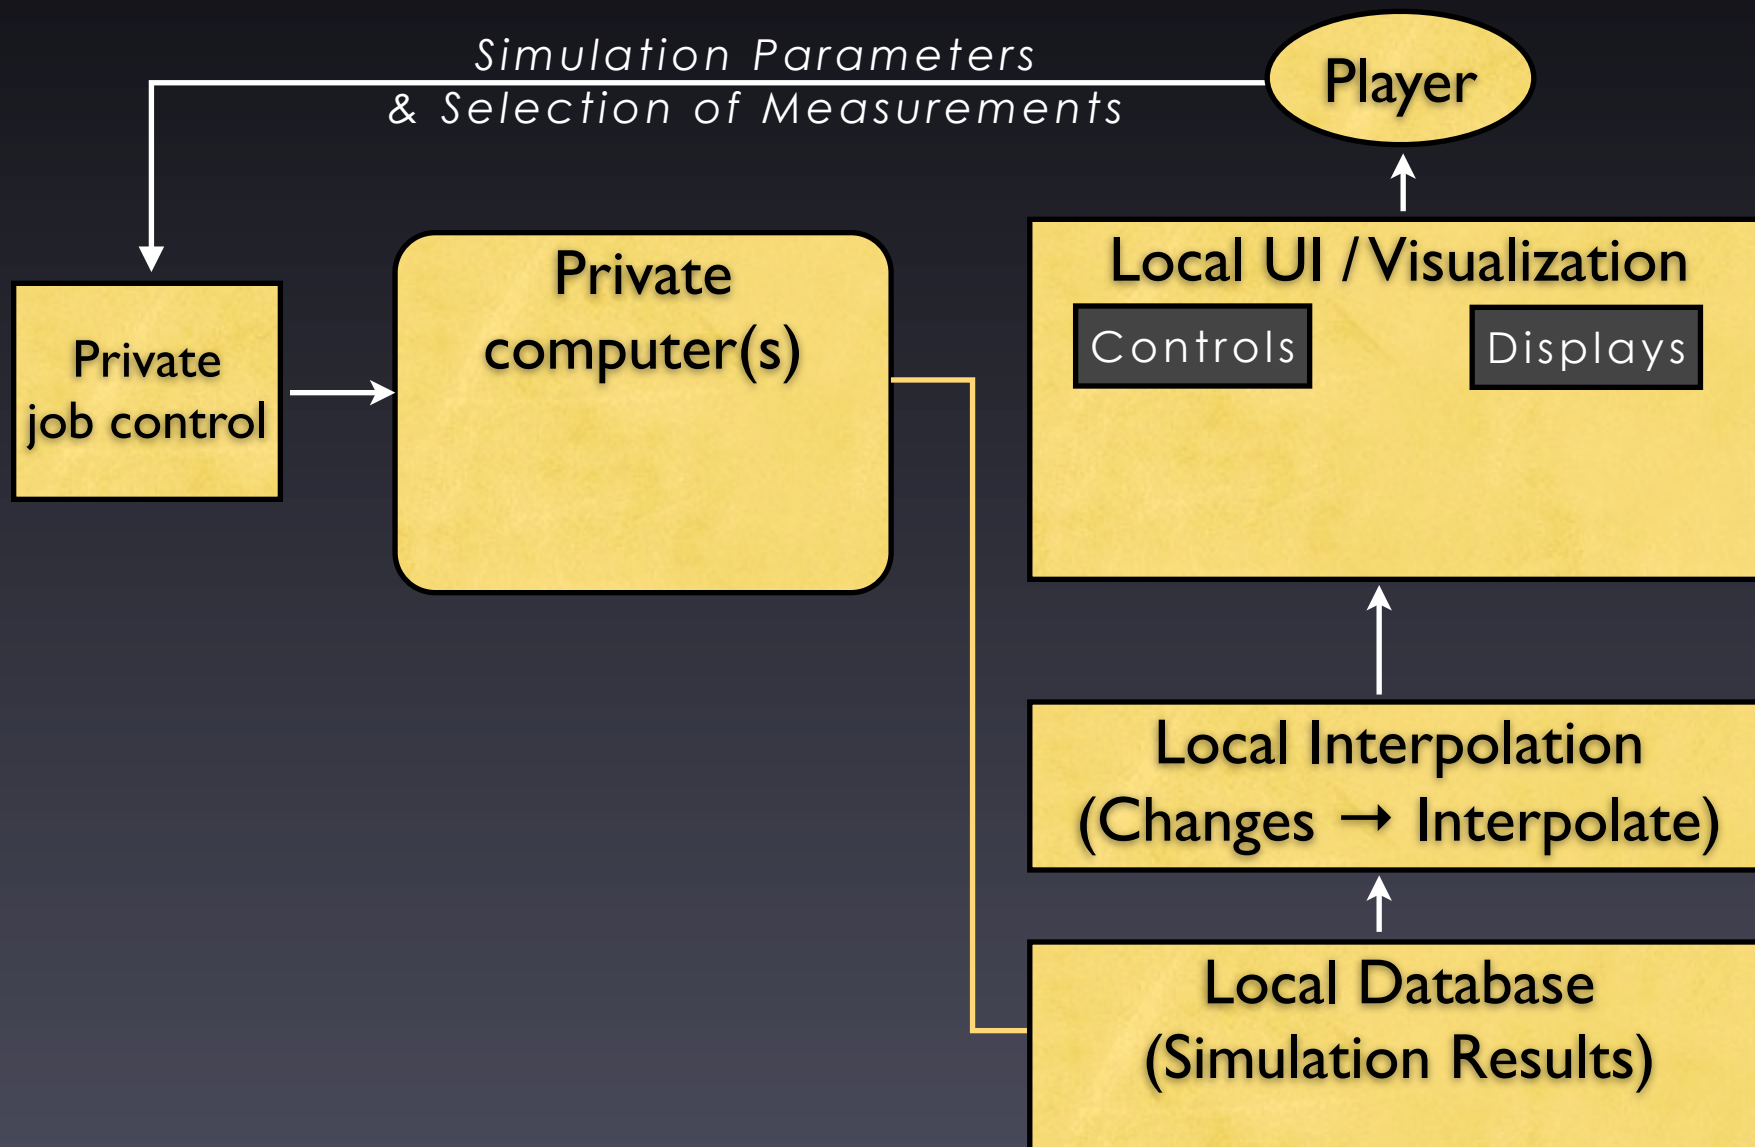 Simulation Parameters
& Selection of Measurements
Player
Private
job control
Private
computer(s)
Local UI / Visualization
Controls
Displays
Local Interpolation
(Changes → Interpolate)
Local Database
(Simulation Results)